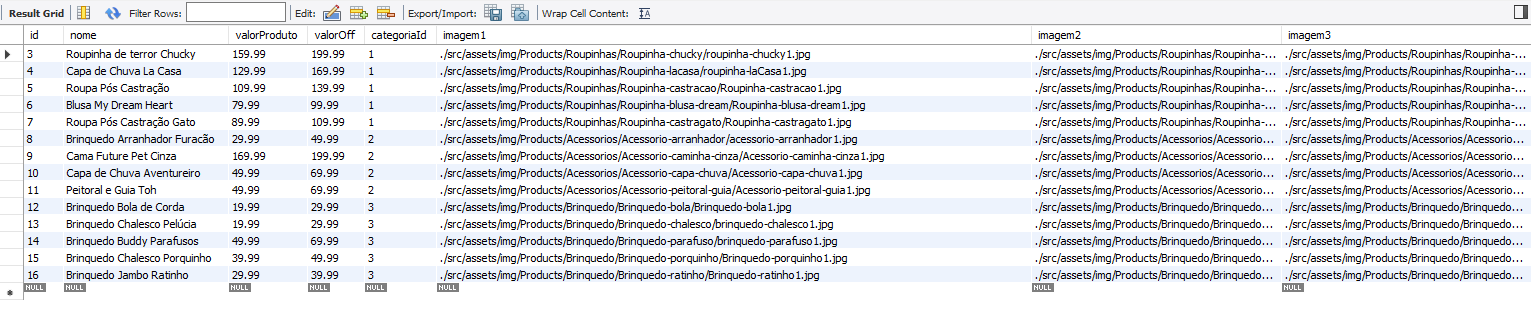 Result Grid Filter Rows: Edit: Export/Import: Wrap Cell Content:
id nome valorProduto valorOff categoriaId imagem1 imagem2 imagem3
3 Roupinha de terror Chucky 159.99 199.99 1 ./src/assets/img/Products/Roupinhas/Roupinha-chucky/roupinha-chucky1.jpg ./src/assets/img/Products/Roupinhas/Roupinha-... ./src/assets/img/Products/Roupinhas/Roupinha-...
4 Capa de Chuva La Casa 129.99 169.99 1 ./src/assets/img/Products/Roupinhas/Roupinha-lacasa/roupinha-laCasa1.jpg ./src/assets/img/Products/Roupinhas/Roupinha-... ./src/assets/img/Products/Roupinhas/Roupinha-...
5 Roupa Pós Castração 109.99 139.99 1 ./src/assets/img/Products/Roupinhas/Roupinha-castracao/Roupinha-castracao1.jpg ./src/assets/img/Products/Roupinhas/Roupinha-... ./src/assets/img/Products/Roupinhas/Roupinha-...
6 Blusa My Dream Heart 79.99 99.99 1 ./src/assets/img/Products/Roupinhas/Roupinha-blusa-dream/Roupinha-blusa-dream1.jpg ./src/assets/img/Products/Roupinhas/Roupinha-... ./src/assets/img/Products/Roupinhas/Roupinha-...
7 Roupa Pós Castração Gato 89.99 109.99 1 ./src/assets/img/Products/Roupinhas/Roupinha-castragato/Roupinha-castragato1.jpg ./src/assets/img/Products/Roupinhas/Roupinha-... ./src/assets/img/Products/Roupinhas/Roupinha-...
8 Brinquedo Arranhador Furacão 29.99 49.99 2 ./src/assets/img/Products/Acessorios/Acessorio-arranhador/acessorio-arranhador1.jpg ./src/assets/img/Products/Acessorios/Acessorio... ./src/assets/img/Products/Acessorios/Acessorio...
9 Cama Future Pet Cinza 169.99 199.99 2 ./src/assets/img/Products/Acessorios/Acessorio-caminha-cinza/Acessorio-caminha-cinza1.jpg ./src/assets/img/Products/Acessorios/Acessorio... ./src/assets/img/Products/Acessorios/Acessorio...
10 Capa de Chuva Aventureiro 49.99 69.99 2 ./src/assets/img/Products/Acessorios/Acessorio-capa-chuva/Acessorio-capa-chuva1.jpg ./src/assets/img/Products/Acessorios/Acessorio... ./src/assets/img/Products/Acessorios/Acessorio...
11 Peitoral e Guia Toh 49.99 69.99 2 ./src/assets/img/Products/Acessorios/Acessorio-peitoral-guia/Acessorio-peitoral-guia1.jpg ./src/assets/img/Products/Acessorios/Acessorio... ./src/assets/img/Products/Acessorios/Acessorio...
12 Brinquedo Bola de Corda 19.99 29.99 3 ./src/assets/img/Products/Brinquedo/Brinquedo-bola/Brinquedo-bola1.jpg ./src/assets/img/Products/Brinquedo/Brinquedo... ./src/assets/img/Products/Brinquedo/Brinquedo...
13 Brinquedo Chalesco Pelúcia 19.99 29.99 3 ./src/assets/img/Products/Brinquedo/Brinquedo-chalesco/brinquedo-chalesco1.jpg ./src/assets/img/Products/Brinquedo/Brinquedo... ./src/assets/img/Products/Brinquedo/Brinquedo...
14 Brinquedo Buddy Parafusos 49.99 69.99 3 ./src/assets/img/Products/Brinquedo/Brinquedo-parafuso/brinquedo-parafuso1.jpg ./src/assets/img/Products/Brinquedo/Brinquedo... ./src/assets/img/Products/Brinquedo/Brinquedo...
15 Brinquedo Chalesco Porquinho 39.99 49.99 3 ./src/assets/img/Products/Brinquedo/Brinquedo-porquinho/Brinquedo-porquinho1.jpg ./src/assets/img/Products/Brinquedo/Brinquedo... ./src/assets/img/Products/Brinquedo/Brinquedo...
16 Brinquedo Jambo Ratinho 29.99 39.99 3 ./src/assets/img/Products/Brinquedo/Brinquedo-ratinho/Brinquedo-ratinho1.jpg ./src/assets/img/Products/Brinquedo/Brinquedo... ./src/assets/img/Products/Brinquedo/Brinquedo...
NULL NULL NULL NULL NULL NULL NULL NULL